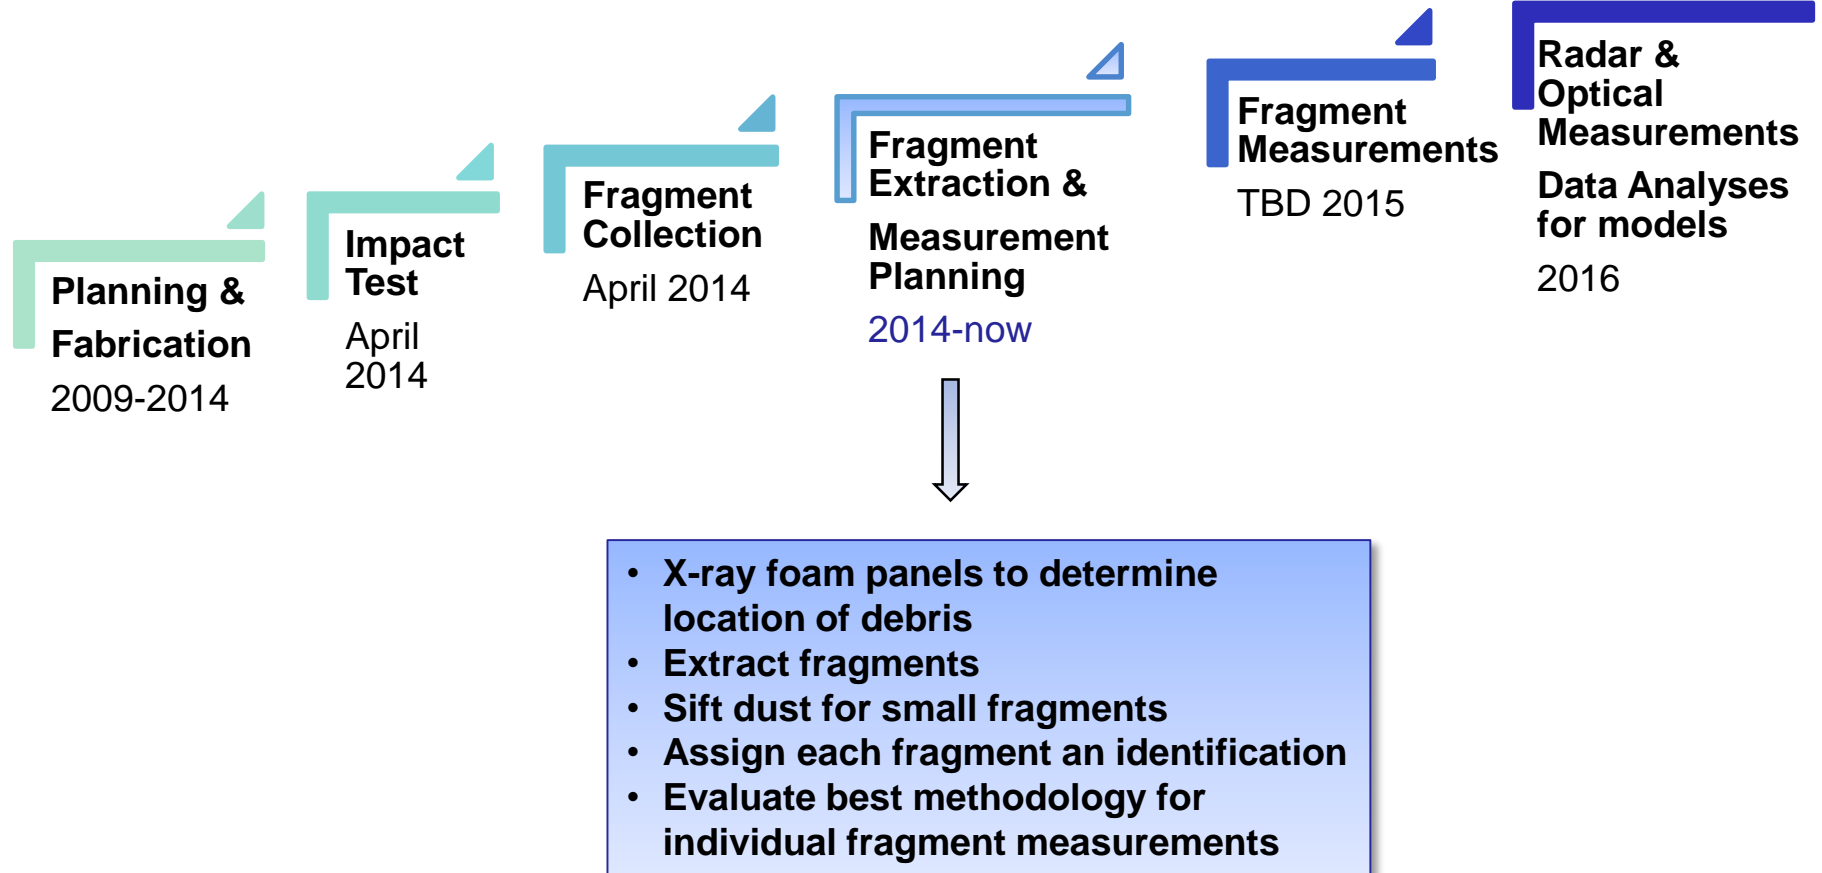 Planning &
Fabrication
2009-2014
Impact
Test
April
2014
Fragment
Collection
April 2014
Fragment
Extraction &
Measurement
Planning
2014-now
Fragment
Measurements
TBD 2015
Radar &
Optical
Measurements
Data Analyses
for models
2016
• X-ray foam panels to determine
location of debris
• Extract fragments
• Sift dust for small fragments
• Assign each fragment an identification
• Evaluate best methodology for
individual fragment measurements